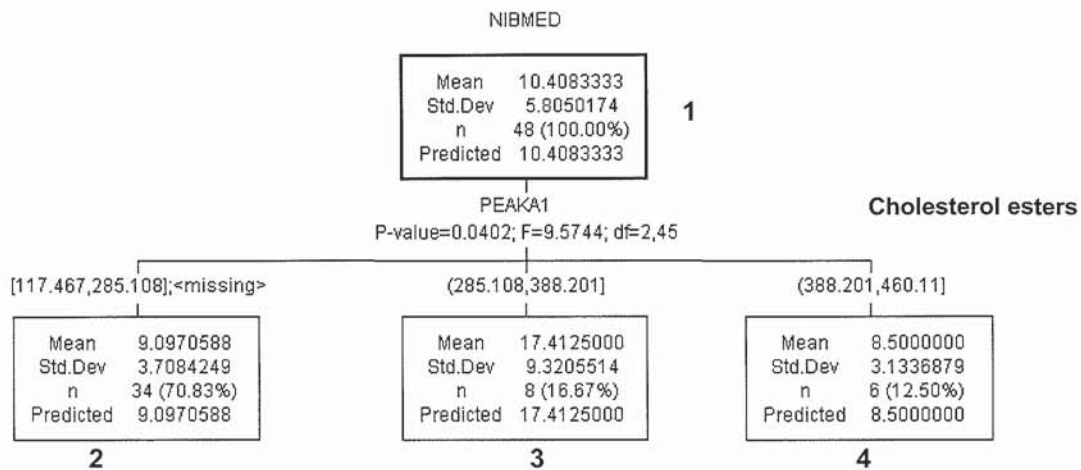 NIBMED
Mean 10.4083333
Std.Dev 5.8050174
n 48 (100.00%)
Predicted 10.4083333
1
PEAKA1
Cholesterol esters
P-value=0.0402; F=9.5744; df=2,45
[117.467,285.108];<missing>
(285.108,388.201]
(388.201,460.11]
Mean 9.0970588
Std.Dev 3.7084249
n 34 (70.83%)
Predicted 9.0970588
2
Mean 17.4125000
Std.Dev 9.3205514
n 8 (16.67%)
Predicted 17.4125000
3
Mean 8.5000000
Std.Dev 3.1336879
n 6 (12.50%)
Predicted 8.5000000
4